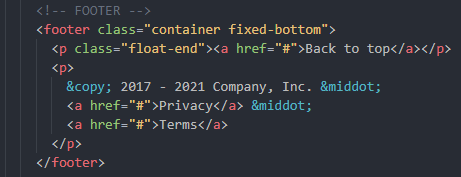 <!-- FOOTER -->
<footer class="container fixed-bottom">
<p class="float-end"><a href="#">Back to top</a></p>
<p>
&copy; 2017 - 2021 Company, Inc. &middot;
<a href="#">Privacy</a> &middot;
<a href="#">Terms</a>
</p>
</footer>